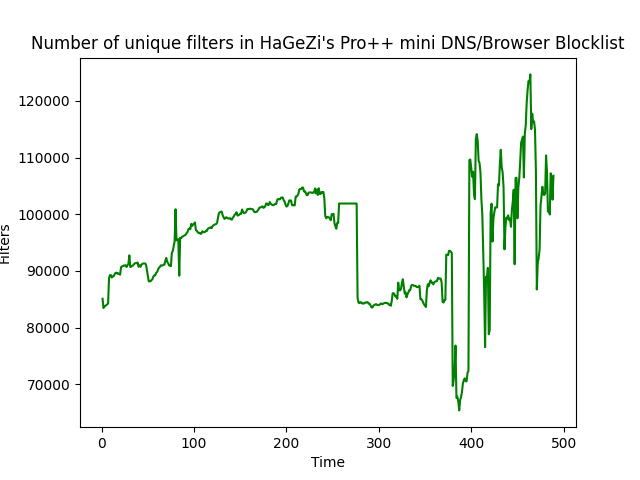 Number of unique filters in HaGeZi's Pro++ mini DNS/Browser Blocklist
120000
110000
100000
90000
80000
70000
Filters
0 100 200 300 400 500
Time